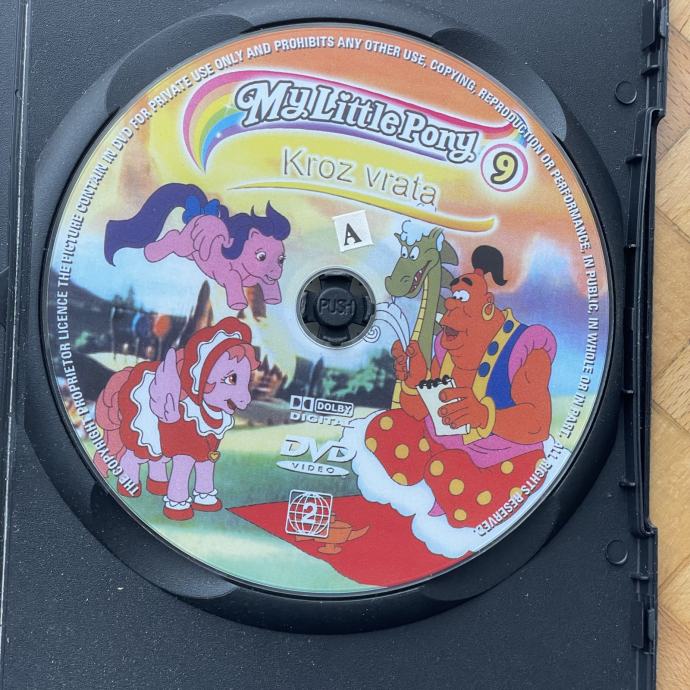 THE COPYRIGHT PROPRIETOR LICENCE THE PICTURE CONTAIN IN DVD FOR PRIVATE USE ONLY AND PROHIBITS ANY OTHER USE, COPYING, REPRODUCTION OR PERFORMANCE, IN PUBLIC, IN WHOLE OR IN PART. ALL RIGHTS RESERVED.
My Little Pony
9
Kroz vrata
A
PUSH
DOLBY
DIGITAL
DVD
VIDEO
2